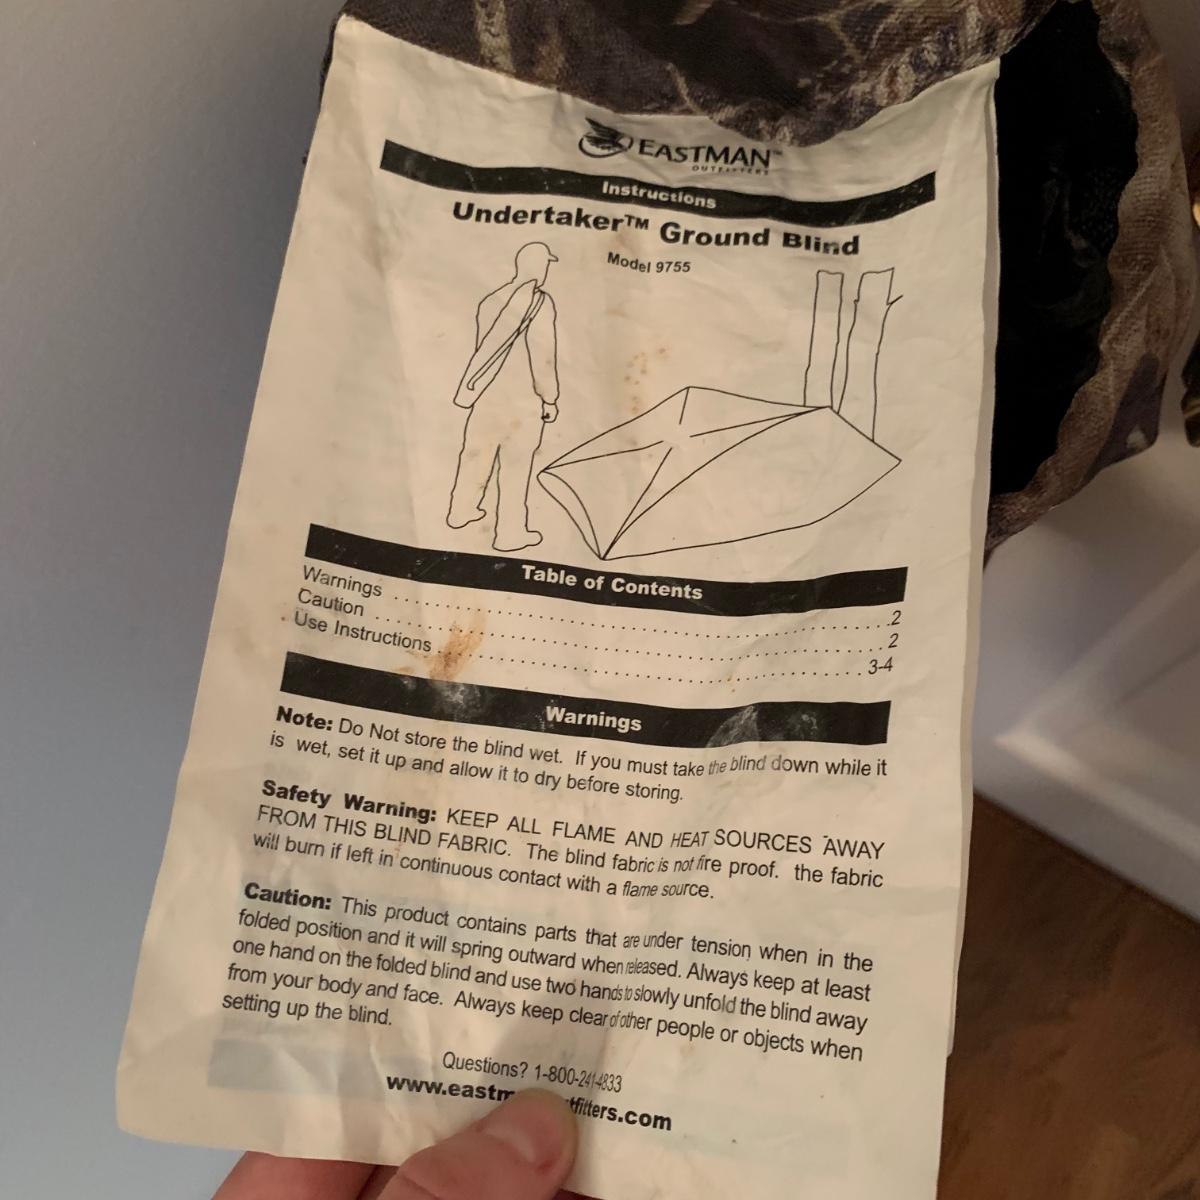 EASTMAN™
OUTFITTERS
Instructions
Undertaker™ Ground Blind
Model 9755
Table of Contents
Warnings ........................................................2
Caution ........................................................2
Use Instructions ........................................................3-4
Warnings
Note: Do Not store the blind wet. If you must take the blind down while it
is wet, set it up and allow it to dry before storing.
Safety Warning: KEEP ALL FLAME AND HEAT SOURCES AWAY
FROM THIS BLIND FABRIC. The blind fabric is not fire proof. the fabric
will burn if left in continuous contact with a flame source.
Caution: This product contains parts that are under tension when in the
folded position and it will spring outward when released. Always keep at least
one hand on the folded blind and use two hands to slowly unfold the blind away
from your body and face. Always keep clear of other people or objects when
setting up the blind.
Questions? 1-800-241-4833
www.eastm tfitters.com